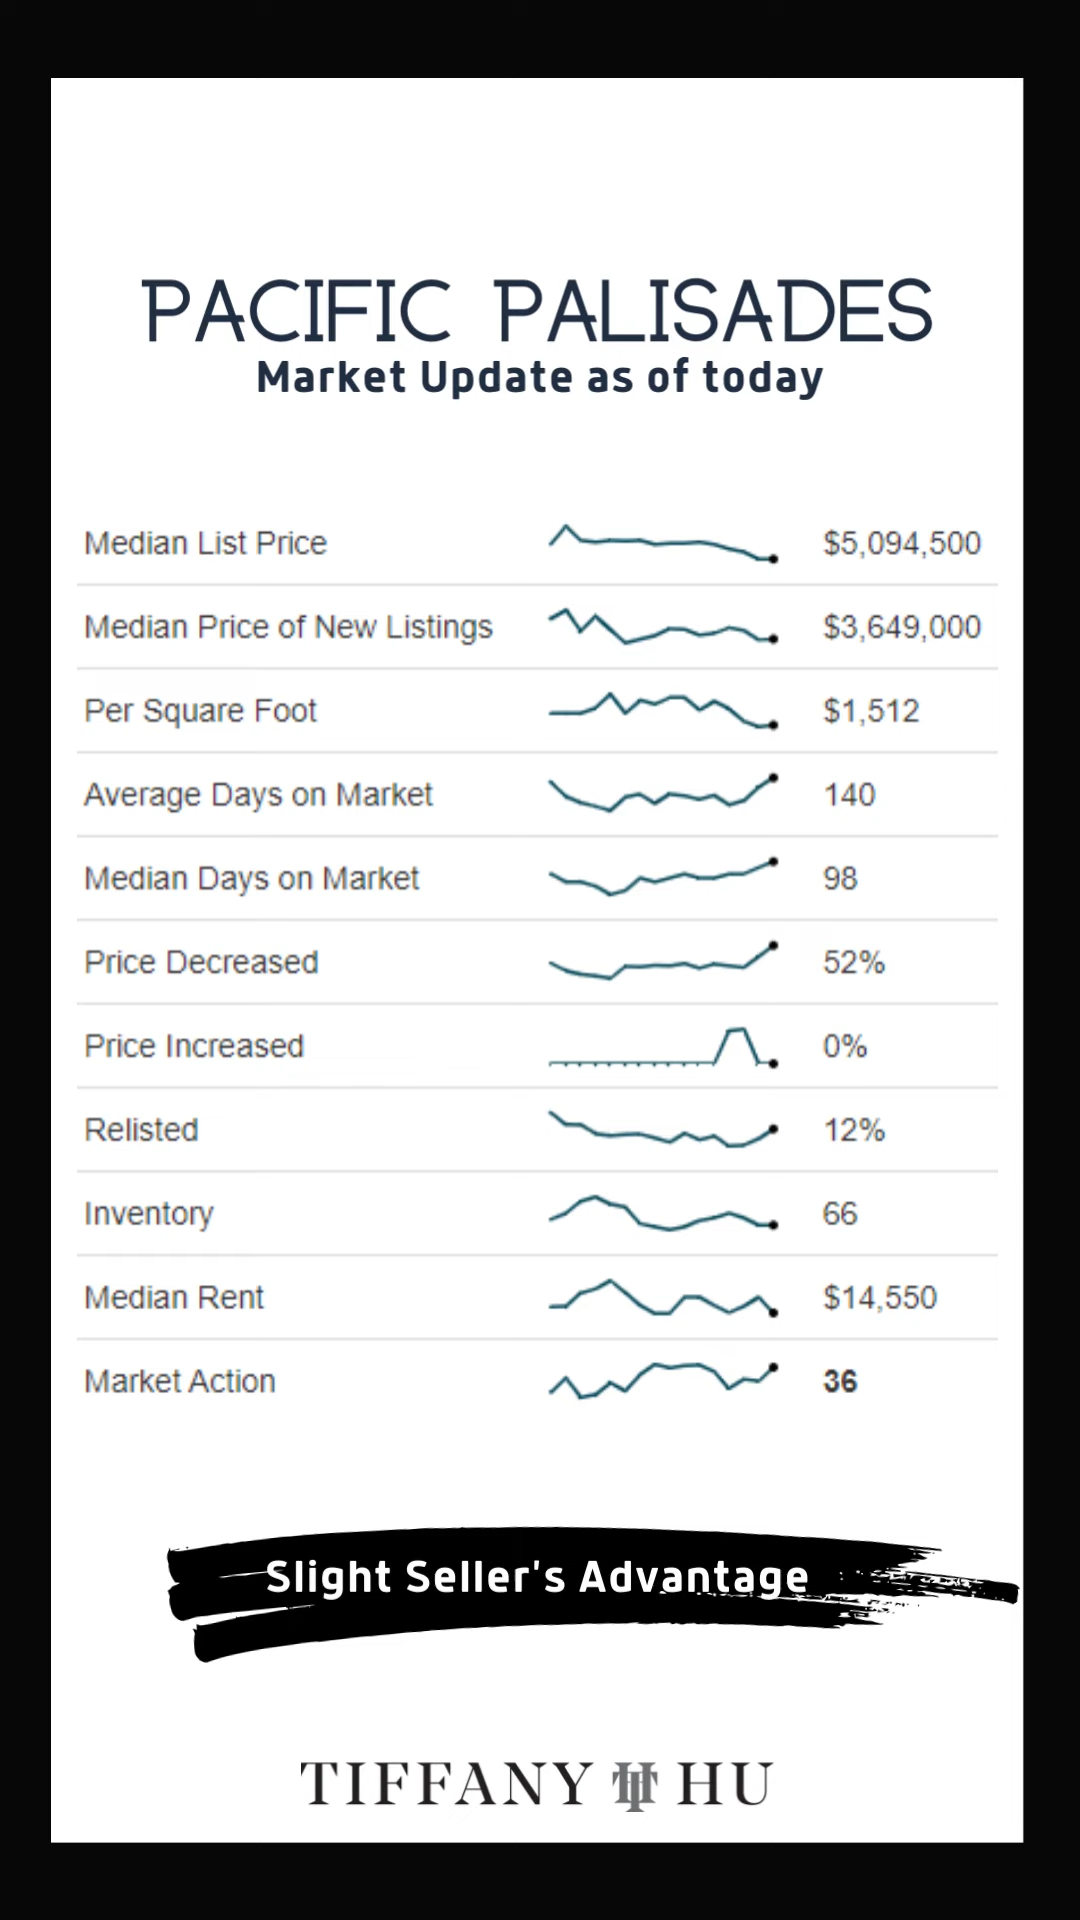 PACIFIC PALISADES
Market Update as of today
Median List Price $5,094,500
Median Price of New Listings $3,649,000
Per Square Foot $1,512
Average Days on Market 140
Median Days on Market 98
Price Decreased 52%
Price Increased 0%
Relisted 12%
Inventory 66
Median Rent $14,550
Market Action 36
Slight Seller's Advantage
TIFFANY TH HU